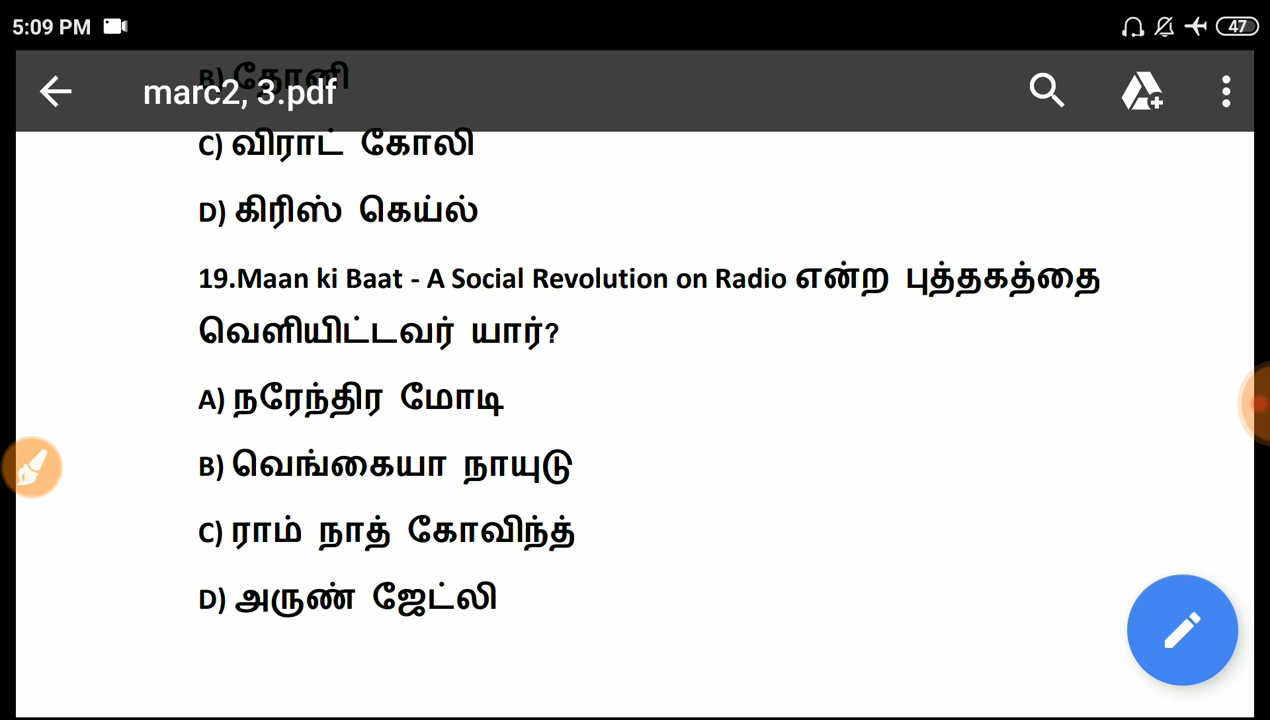 5:09 PM 47
B) தோனி
marc2, 3.pdf
C) விராட் கோலி
D) கிரிஸ் கெய்ல்
19.Maan ki Baat - A Social Revolution on Radio என்ற புத்தகத்தை
வெளியிட்டவர் யார்?
A) நரேந்திர மோடி
B) வெங்கையா நாயுடு
C) ராம் நாத் கோவிந்த்
D) அருண் ஜேட்லி